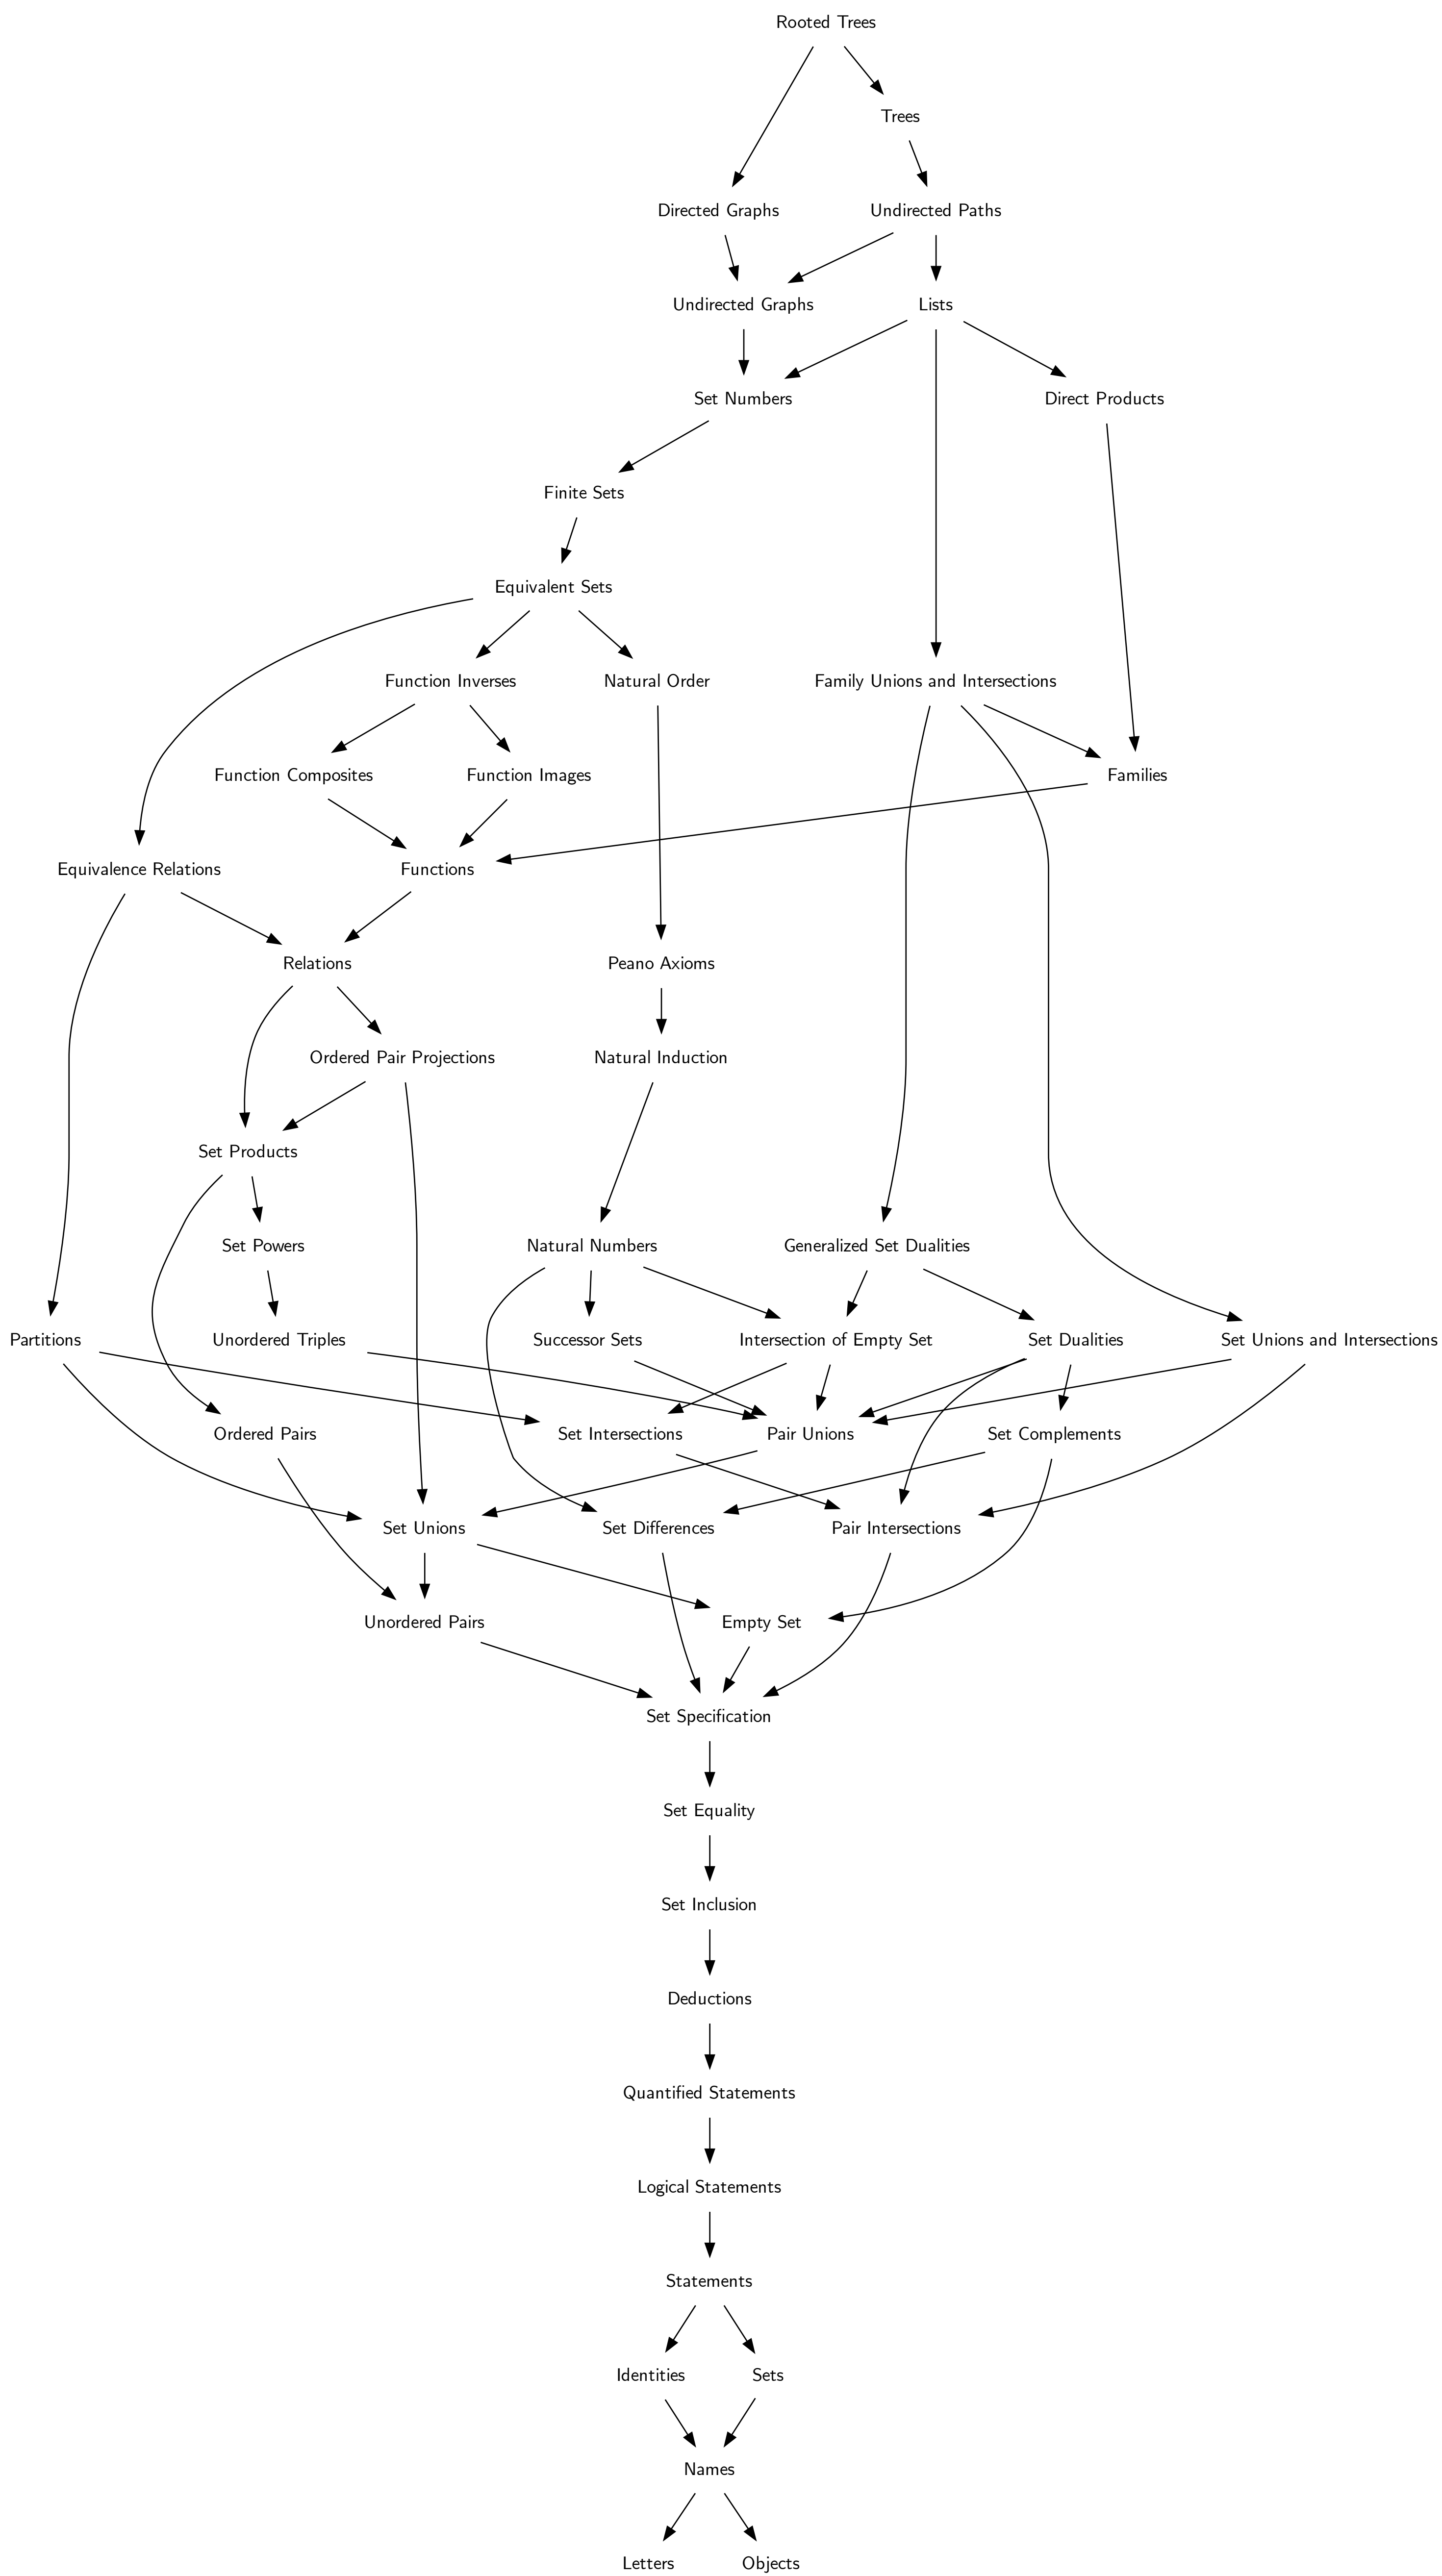 Rooted Trees
Trees
Directed Graphs
Undirected Paths
Undirected Graphs
Lists
Set Numbers
Direct Products
Finite Sets
Equivalent Sets
Function Inverses
Natural Order
Family Unions and Intersections
Function Composites
Function Images
Families
Equivalence Relations
Functions
Relations
Peano Axioms
Ordered Pair Projections
Natural Induction
Set Products
Set Powers
Natural Numbers
Generalized Set Dualities
Partitions
Unordered Triples
Successor Sets
Intersection of Empty Set
Set Dualities
Set Unions and Intersections
Ordered Pairs
Set Intersections
Pair Unions
Set Complements
Set Unions
Set Differences
Pair Intersections
Unordered Pairs
Empty Set
Set Specification
Set Equality
Set Inclusion
Deductions
Quantified Statements
Logical Statements
Statements
Identities
Sets
Names
Letters
Objects